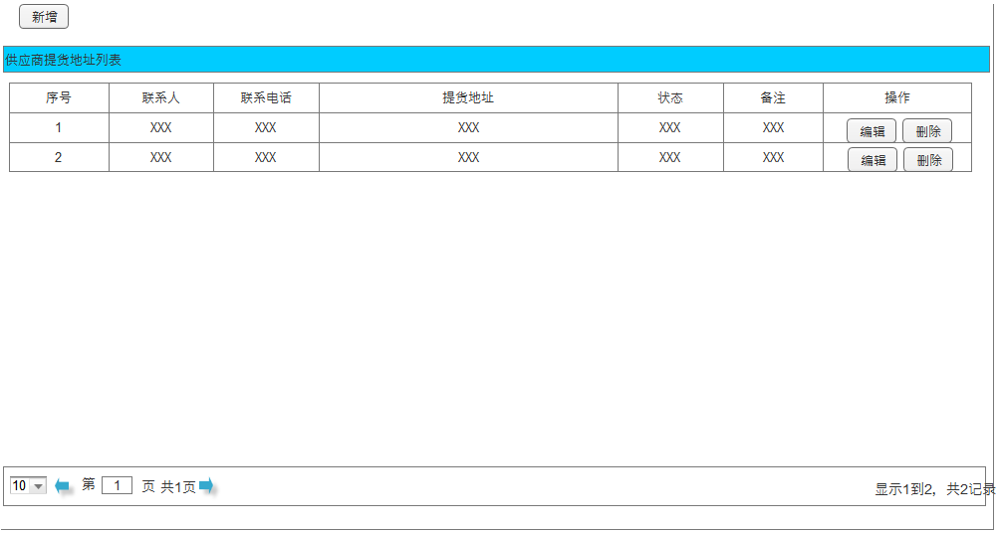 新增
供应商提货地址列表
序号 联系人 联系电话 提货地址 状态 备注 操作
1 XXX XXX XXX XXX XXX 编辑 删除
2 XXX XXX XXX XXX XXX 编辑 删除
10 第 1 页 共1页 显示1到2，共2记录